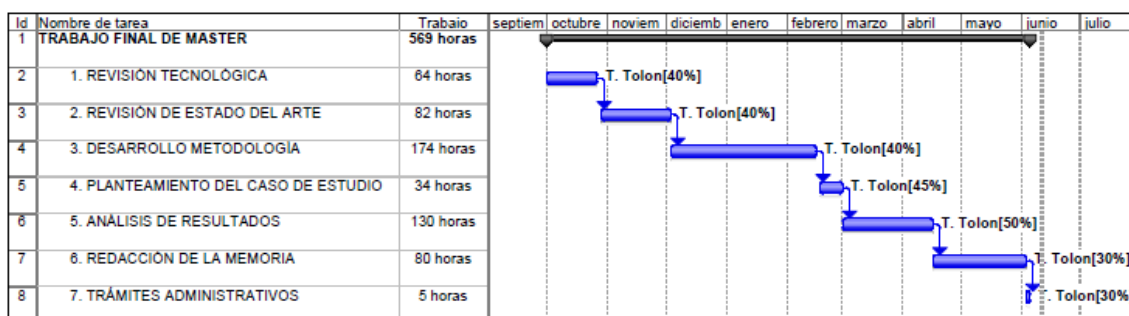 Id Nombre de tarea Trabajo septiem octubre noviem diciemb enero febrero marzo abril mayo junio julio
1 TRABAJO FINAL DE MASTER 569 horas
2 1. REVISIÓN TECNOLÓGICA 64 horas T. Tolon[40%]
3 2. REVISIÓN DE ESTADO DEL ARTE 82 horas T. Tolon[40%]
4 3. DESARROLLO METODOLOGÍA 174 horas T. Tolon[40%]
5 4. PLANTEAMIENTO DEL CASO DE ESTUDIO 34 horas T. Tolon[45%]
6 5. ANÁLISIS DE RESULTADOS 130 horas T. Tolon[50%]
7 6. REDACCIÓN DE LA MEMORIA 80 horas T. Tolon[30%]
8 7. TRÁMITES ADMINISTRATIVOS 5 horas T. Tolon[30%